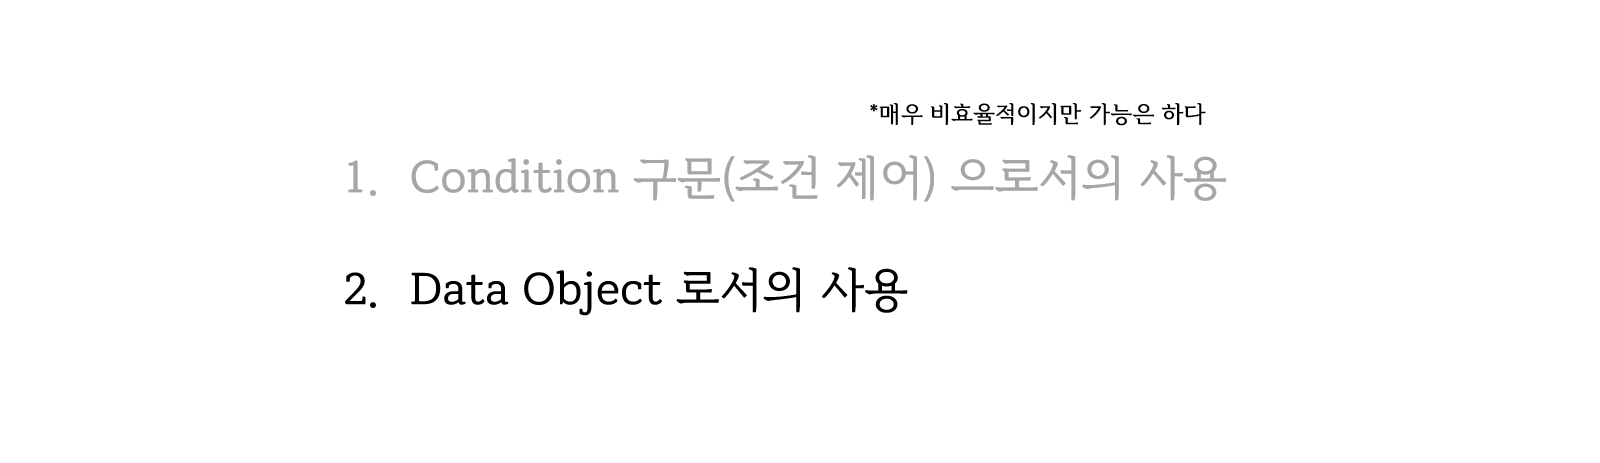 *매우 비효율적이지만 가능은 하다
1. Condition 구문(조건 제어) 으로서의 사용
2. Data Object 로서의 사용